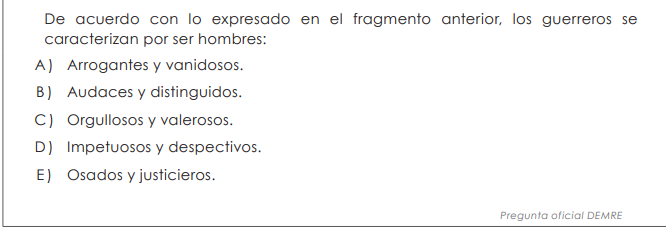 De acuerdo con lo expresado en el fragmento anterior, los guerreros se
caracterizan por ser hombres:
A) Arrogantes y vanidosos.
B) Audaces y distinguidos.
C) Orgullosos y valerosos.
D) Impetuosos y despectivos.
E) Osados y justicieros.
Pregunta oficial DEMRE